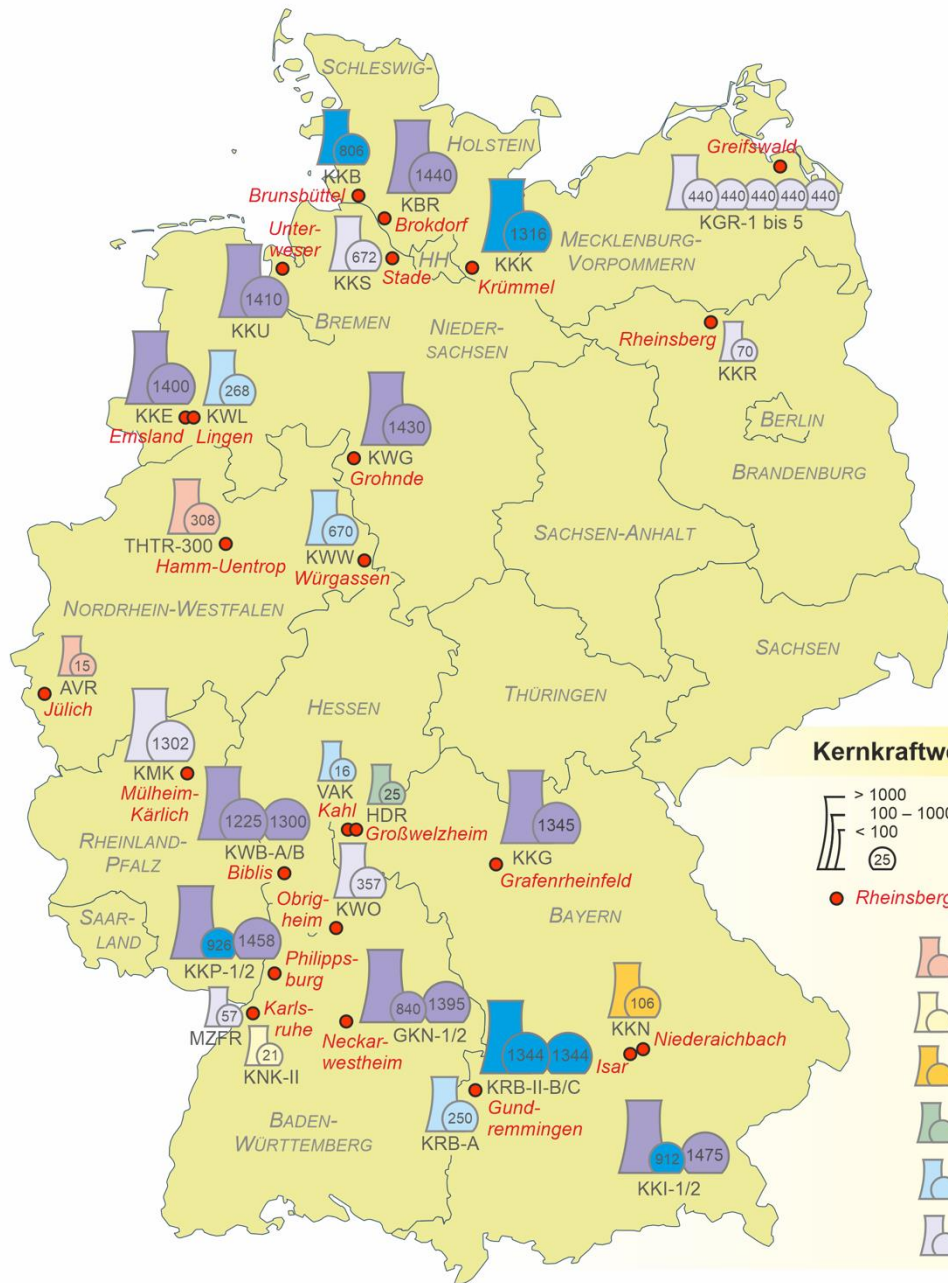 SCHLESWIG-
HOLSTEIN
806
KKB
Brunsbüttel
1440
KBR
Brokdorf
Greifswald
440 440 440 440 440
KGR-1 bis 5
Unter-
weser
672
KKS
Stade
HH
1316
KKK
Krümmel
MECKLENBURG-
VORPOMMERN
1410
KKU
BREMEN
NIEDER-
SACHSEN
Rheinsberg
70
KKR
1400
KKE
Emsland
268
KWL
Lingen
1430
KWG
Grohnde
BERLIN
BRANDENBURG
308
THTR-300
Hamm-Uentrop
670
KWW
Würgassen
SACHSEN-ANHALT
NORDRHEIN-WESTFALEN
SACHSEN
15
AVR
Jülich
HESSEN
THÜRINGEN
1302
KMK
Mülheim-
Kärlich
16
VAK
Kahl
25
HDR
Großwelzheim
1225 1300
KWB-A/B
Biblis
RHEINLAND-
PFALZ
1345
KKG
Grafenrheinfeld
357
KWO
Obrig-
heim
BAYERN
SAAR-
LAND
926 1458
KKP-1/2
Philipps-
burg
57
MZFR
Karls-
ruhe
21
KNK-II
840 1395
GKN-1/2
Neckar-
westheim
106
KKN
Niederaichbach
Isar
1344 1344
KRB-II-B/C
Gund-
remmingen
250
KRB-A
BADEN-
WÜRTTEMBERG
912 1475
KKI-1/2
Kernkraftwe
> 1000
100 – 1000
< 100
25
Rheinsberg